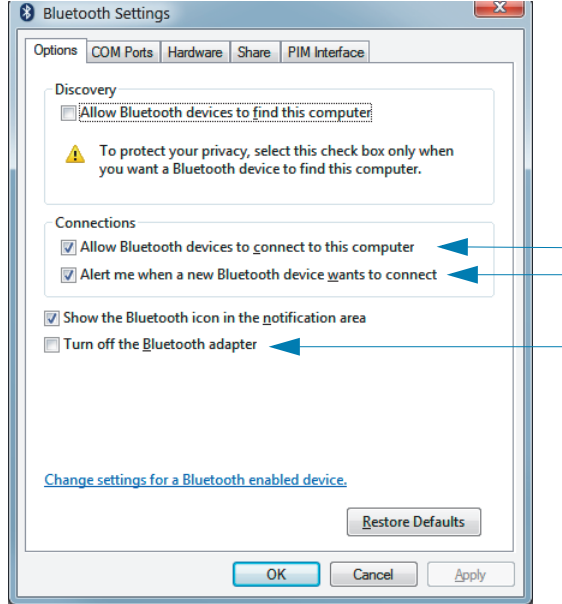 Bluetooth Settings
Options COM Ports Hardware Share PIM Interface
Discovery
Allow Bluetooth devices to find this computer
To protect your privacy, select this check box only when
you want a Bluetooth device to find this computer.
Connections
Allow Bluetooth devices to connect to this computer
Alert me when a new Bluetooth device wants to connect
Show the Bluetooth icon in the notification area
Turn off the Bluetooth adapter
Change settings for a Bluetooth enabled device.
Restore Defaults
OK Cancel Apply